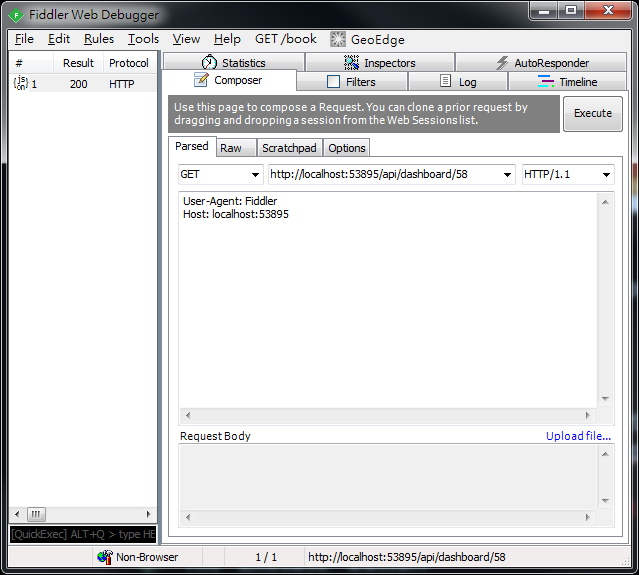 Fiddler Web Debugger
File Edit Rules Tools View Help GET /book GeoEdge
# Result Protocol
{js
on} 1 200 HTTP
Statistics Inspectors AutoResponder
Composer Filters Log Timeline
Use this page to compose a Request. You can clone a prior request by
dragging and dropping a session from the Web Sessions list.
Execute
Parsed Raw Scratchpad Options
GET http://localhost:53895/api/dashboard/58 HTTP/1.1
User-Agent: Fiddler
Host: localhost:53895
Request Body Upload file...
[QuickExec] ALT+Q > type HE
Non-Browser 1 / 1 http://localhost:53895/api/dashboard/58